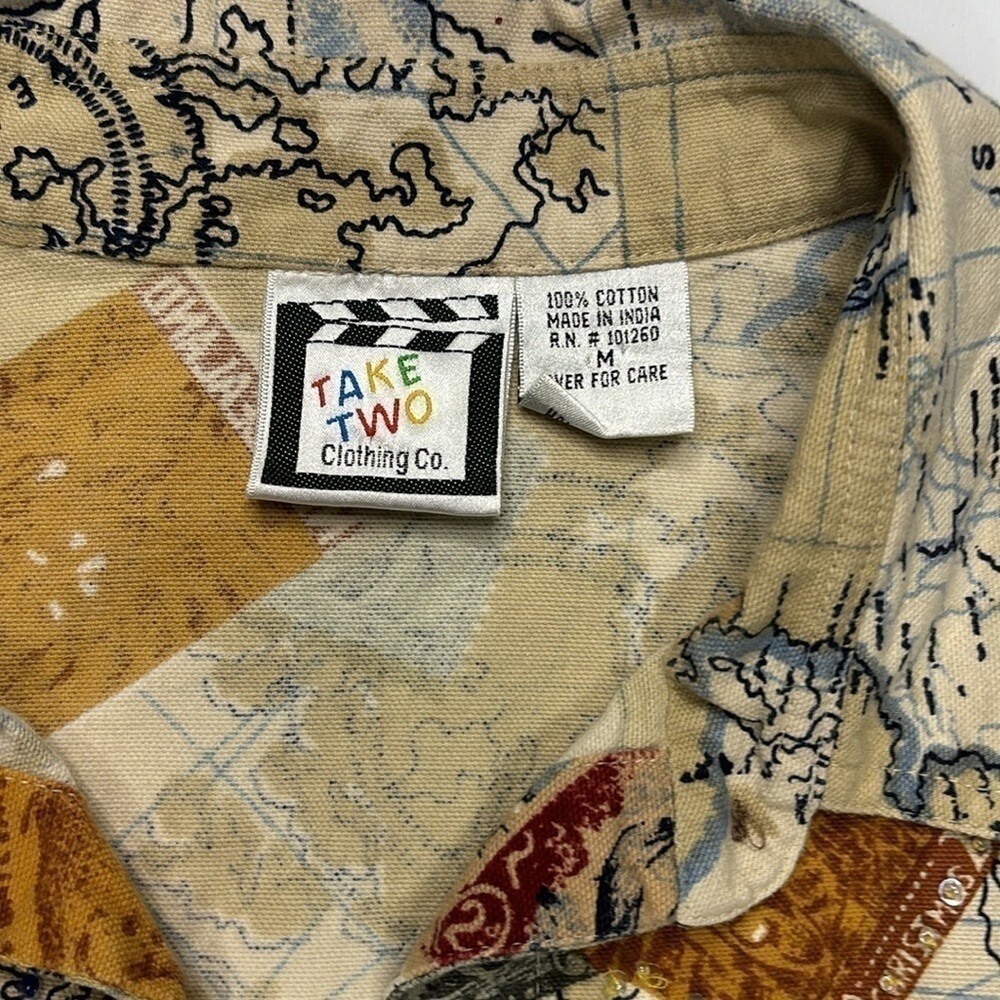 TAKE
TWO
Clothing Co.
100% COTTON
MADE IN INDIA
R.N. # 101260
M
VER FOR CARE